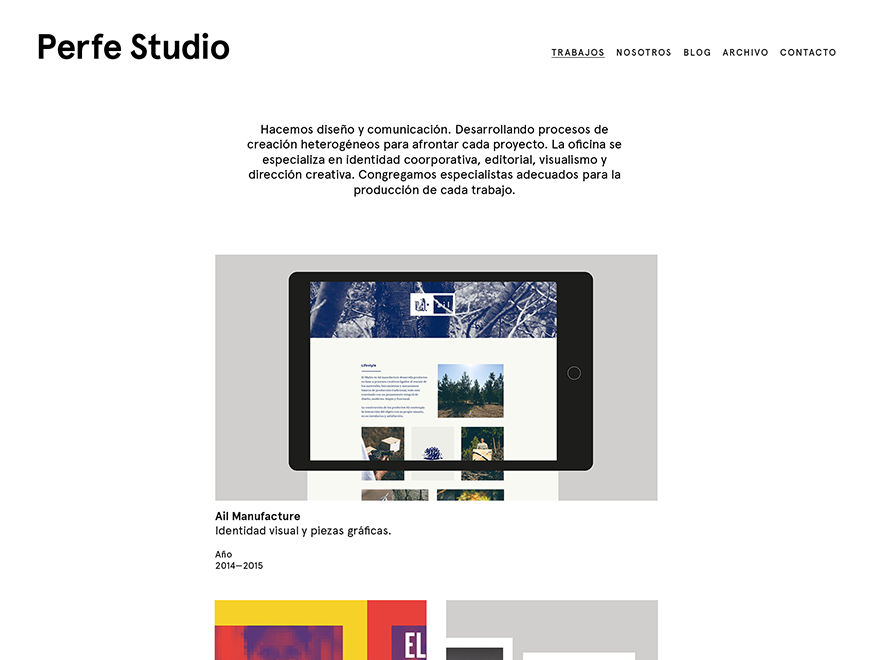 Perfe Studio
TRABAJOS NOSOTROS BLOG ARCHIVO CONTACTO
Hacemos diseño y comunicación. Desarrollando procesos de
creación heterogéneos para afrontar cada proyecto. La oficina se
especializa en identidad coorporativa, editorial, visualismo y
dirección creativa. Congregamos especialistas adecuados para la
producción de cada trabajo.
ail
Lifestyle
Ail Manufacture
Identidad visual y piezas gráficas.
Año
2014—2015
EL